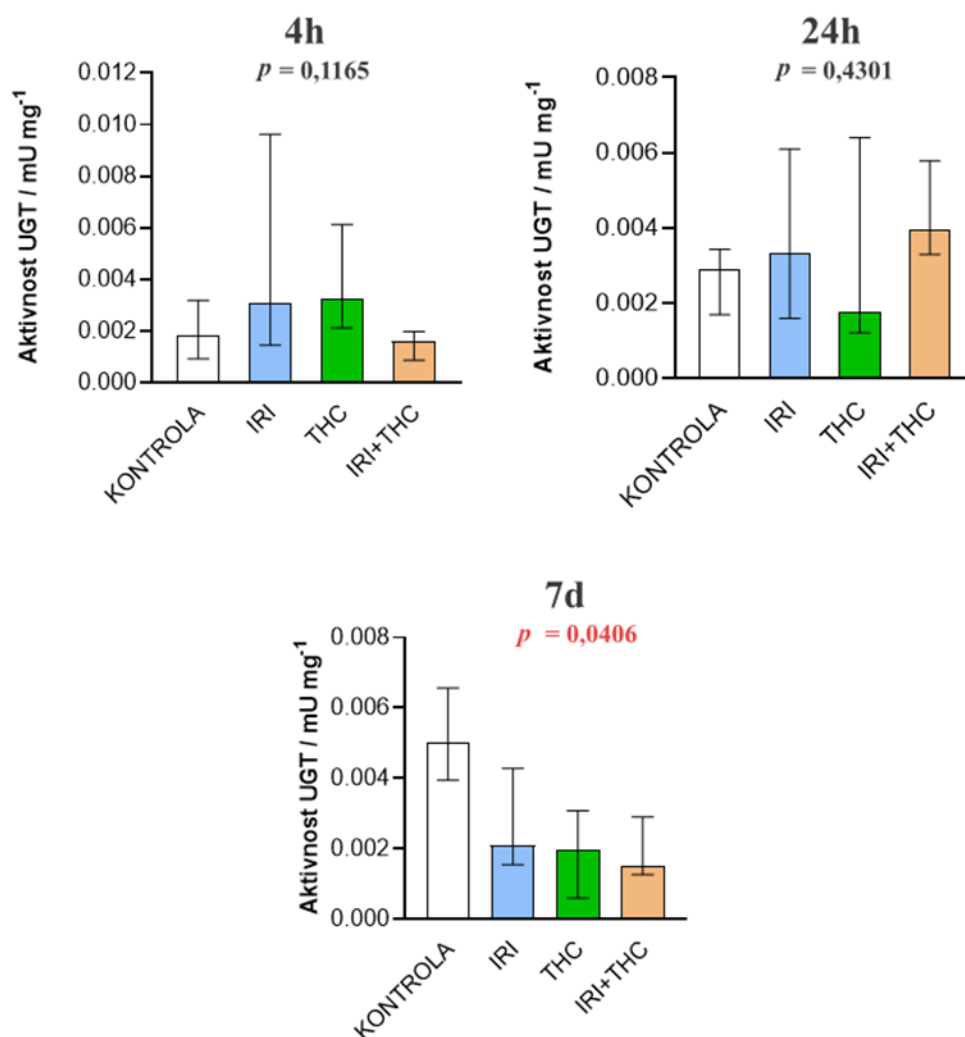 4h
p = 0,1165
Aktivnost UGT / mU mg⁻¹
0.012
0.010
0.008
0.006
0.004
0.002
0.000
KONTROLA
IRI
THC
IRI+THC
24h
p = 0,4301
Aktivnost UGT / mU mg⁻¹
0.008
0.006
0.004
0.002
0.000
KONTROLA
IRI
THC
IRI+THC
7d
p = 0,0406
Aktivnost UGT / mU mg⁻¹
0.008
0.006
0.004
0.002
0.000
KONTROLA
IRI
THC
IRI+THC